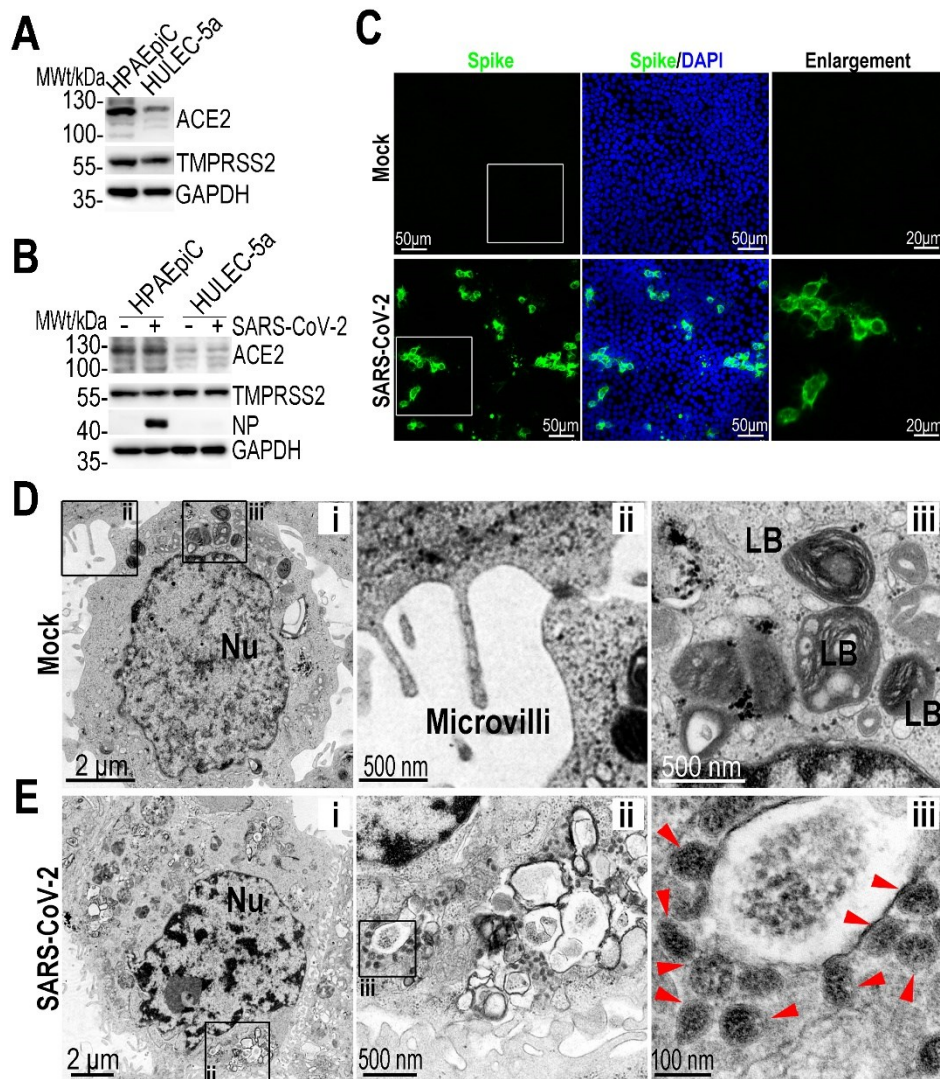 A
HPAEpiC
HULEC-5a
MWt/kDa
130-
100-
ACE2
55-
TMPRSS2
35-
GAPDH
B
HPAEpiC
HULEC-5a
MWt/kDa
- + - + SARS-CoV-2
130-
100-
ACE2
55-
TMPRSS2
40-
NP
35-
GAPDH
C
Spike Spike/DAPI Enlargement
Mock
50μm 50μm 20μm
SARS-CoV-2
50μm 50μm 20μm
D
Mock
ii iii i
Nu
2 μm
ii
Microvilli
500 nm
iii
LB
LB
LB
500 nm
E
SARS-CoV-2
i
Nu
ii
2 μm
ii
iii
500 nm
iii
100 nm